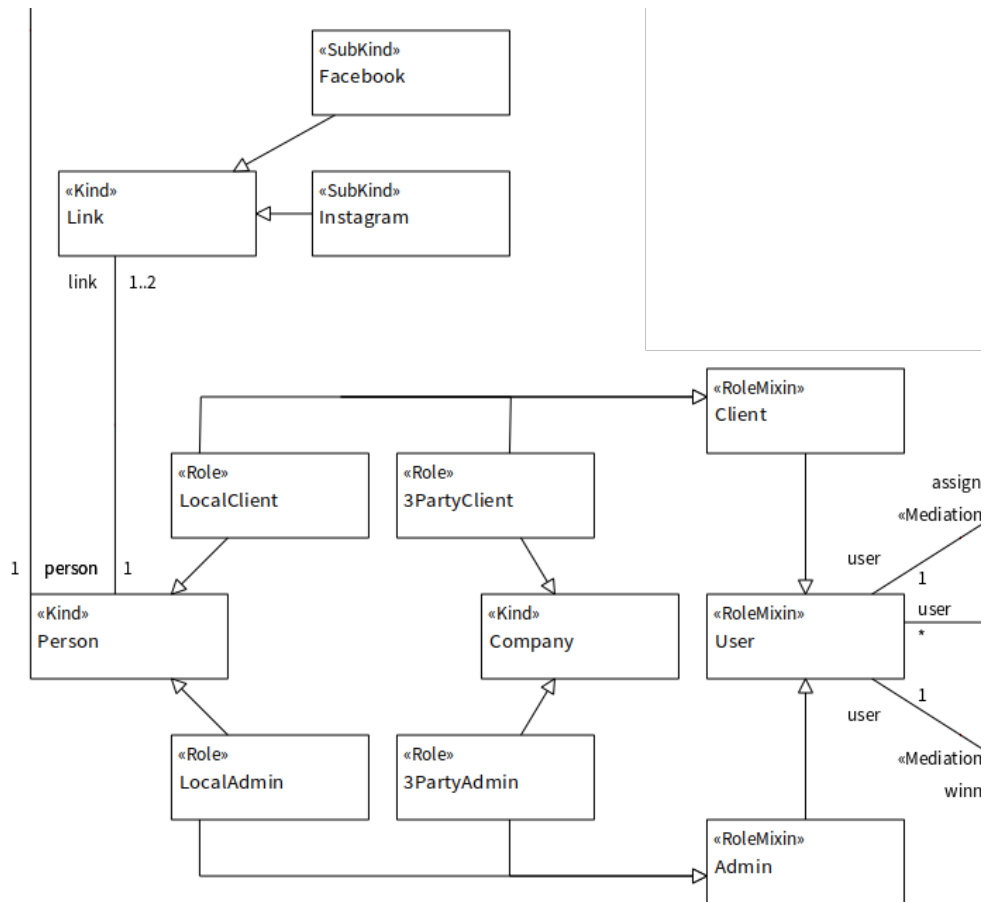 «SubKind»
Facebook
«Kind»
Link
«SubKind»
Instagram
link
1..2
«RoleMixin»
Client
«Role»
LocalClient
«Role»
3PartyClient
assign
«Mediation
user
1
1
person
1
«Kind»
Person
«Kind»
Company
«RoleMixin»
User
user
*
1
user
«Role»
LocalAdmin
«Role»
3PartyAdmin
«Mediation
winn
«RoleMixin»
Admin